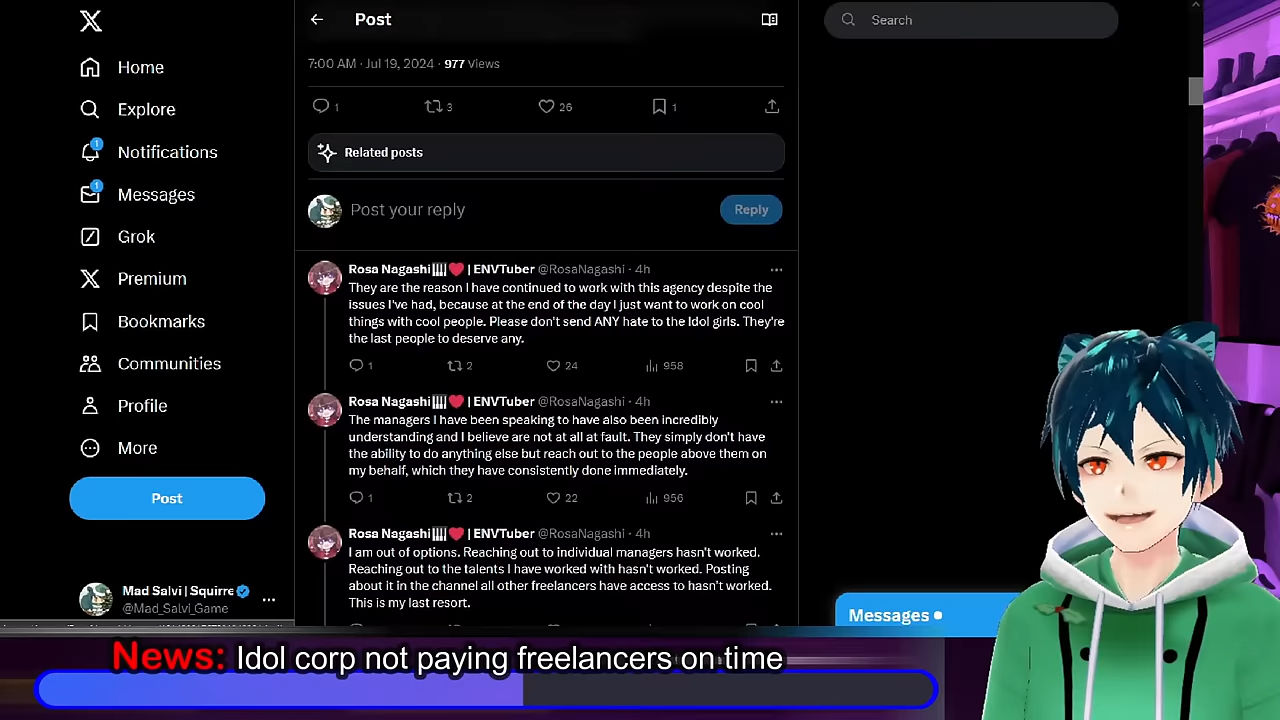 Post
Search
7:00 AM · Jul 19, 2024 · 977 Views
Home
Explore
1
Notifications
1
Messages
Grok
Premium
Bookmarks
Communities
Profile
More
Post
Mad Salvi | Squirre
@Mad_Salvi_Game
1 3 26 1
Related posts
Post your reply
Reply
Rosa Nagashi | ENVTuber @RosaNagashi · 4h
They are the reason I have continued to work with this agency despite the
issues I've had, because at the end of the day I just want to work on cool
things with cool people. Please don't send ANY hate to the Idol girls. They're
the last people to deserve any.
1 2 24 958
Rosa Nagashi | ENVTuber @RosaNagashi · 4h
The managers I have been speaking to have also been incredibly
understanding and I believe are not at all at fault. They simply don't have
the ability to do anything else but reach out to the people above them on
my behalf, which they have consistently done immediately.
1 2 22 956
Rosa Nagashi | ENVTuber @RosaNagashi · 4h
I am out of options. Reaching out to individual managers hasn't worked.
Reaching out to the talents I have worked with hasn't worked. Posting
about it in the channel all other freelancers have access to hasn't worked.
This is my last resort.
Messages
News: Idol corp not paying freelancers on time